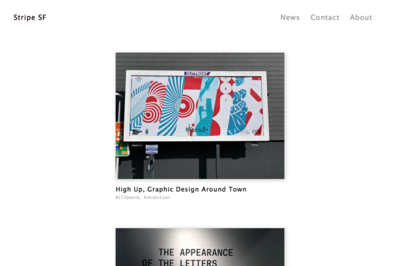 Stripe SF
News Contact About
OUTFRONT
High Up, Graphic Design Around Town
Billboard, Exhibition
THE APPEARANCE
OF THE LETTERS